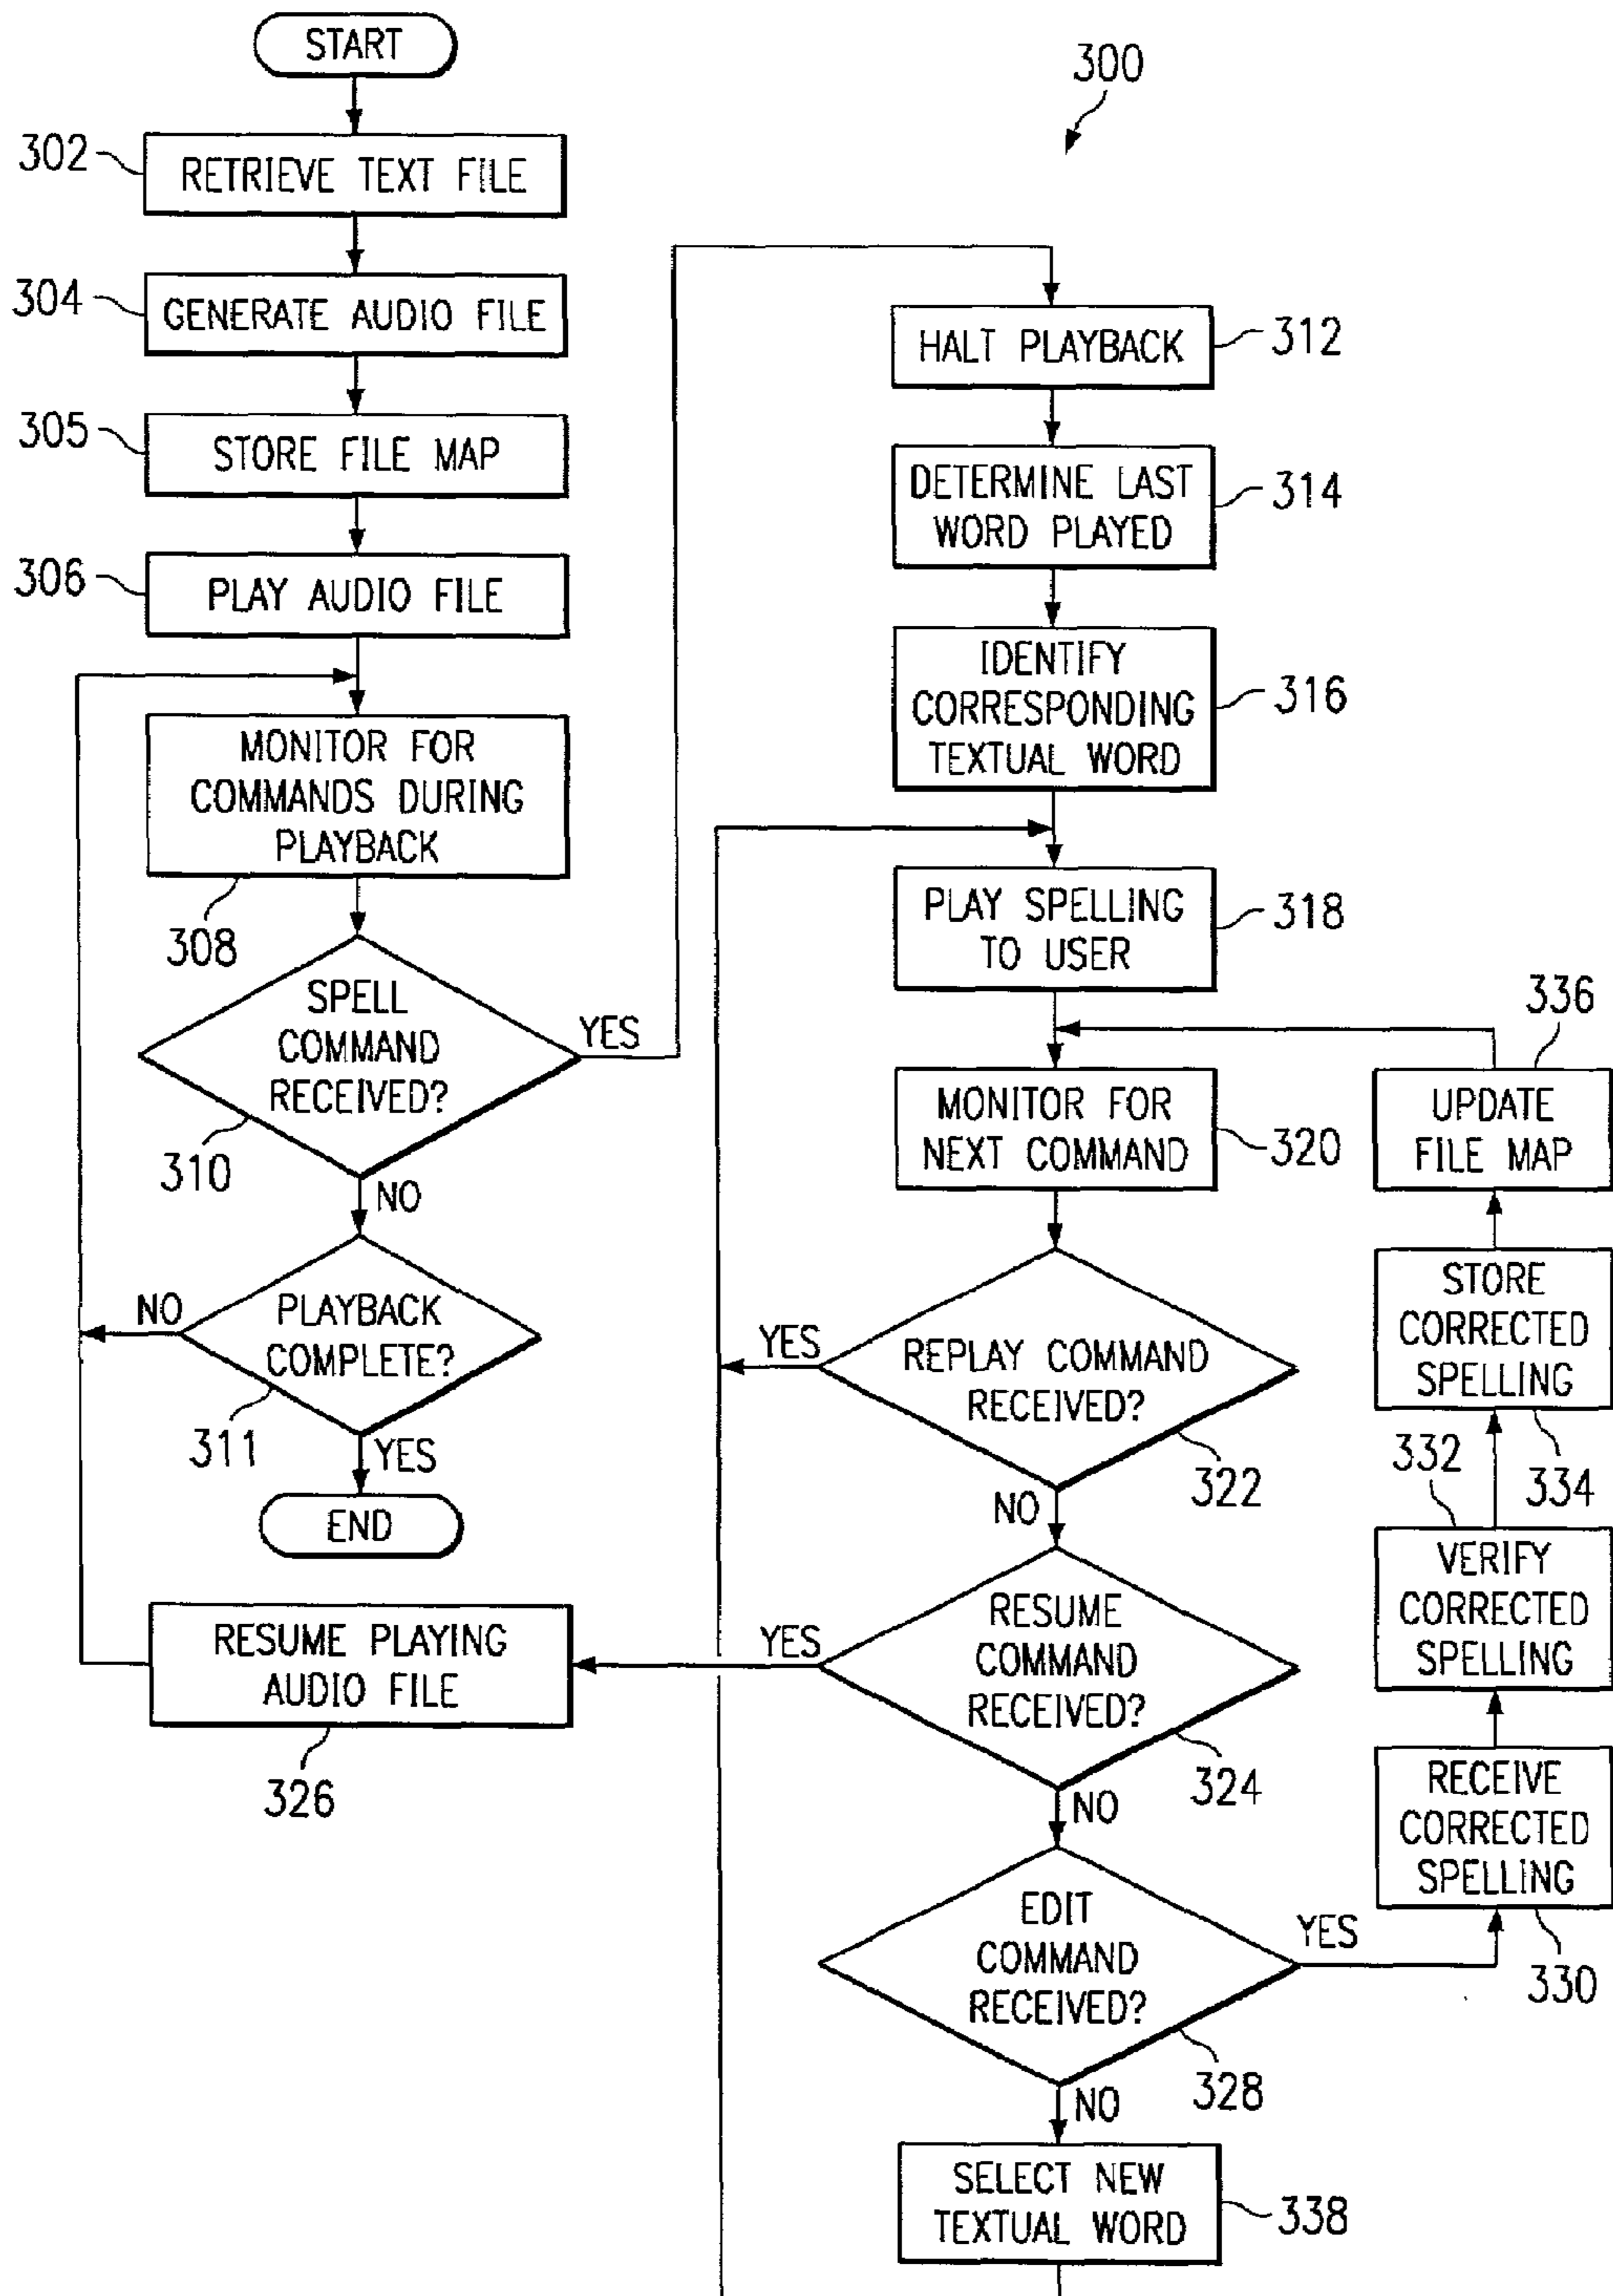 START
300
302
RETRIEVE TEXT FILE
304
GENERATE AUDIO FILE
305
STORE FILE MAP
306
PLAY AUDIO FILE
MONITOR FOR
COMMANDS DURING
PLAYBACK
308
SPELL
COMMAND
RECEIVED?
YES
310
NO
PLAYBACK
COMPLETE?
NO
311
YES
END
RESUME PLAYING
AUDIO FILE
326
HALT PLAYBACK
312
DETERMINE LAST
WORD PLAYED
314
IDENTIFY
CORRESPONDING
TEXTUAL WORD
316
PLAY SPELLING
TO USER
318
MONITOR FOR
NEXT COMMAND
320
YES
REPLAY COMMAND
RECEIVED?
322
NO
YES
RESUME
COMMAND
RECEIVED?
324
NO
EDIT
COMMAND
RECEIVED?
YES
328
NO
SELECT NEW
TEXTUAL WORD
338
336
UPDATE
FILE MAP
STORE
CORRECTED
SPELLING
334
332
VERIFY
CORRECTED
SPELLING
RECEIVE
CORRECTED
SPELLING
330